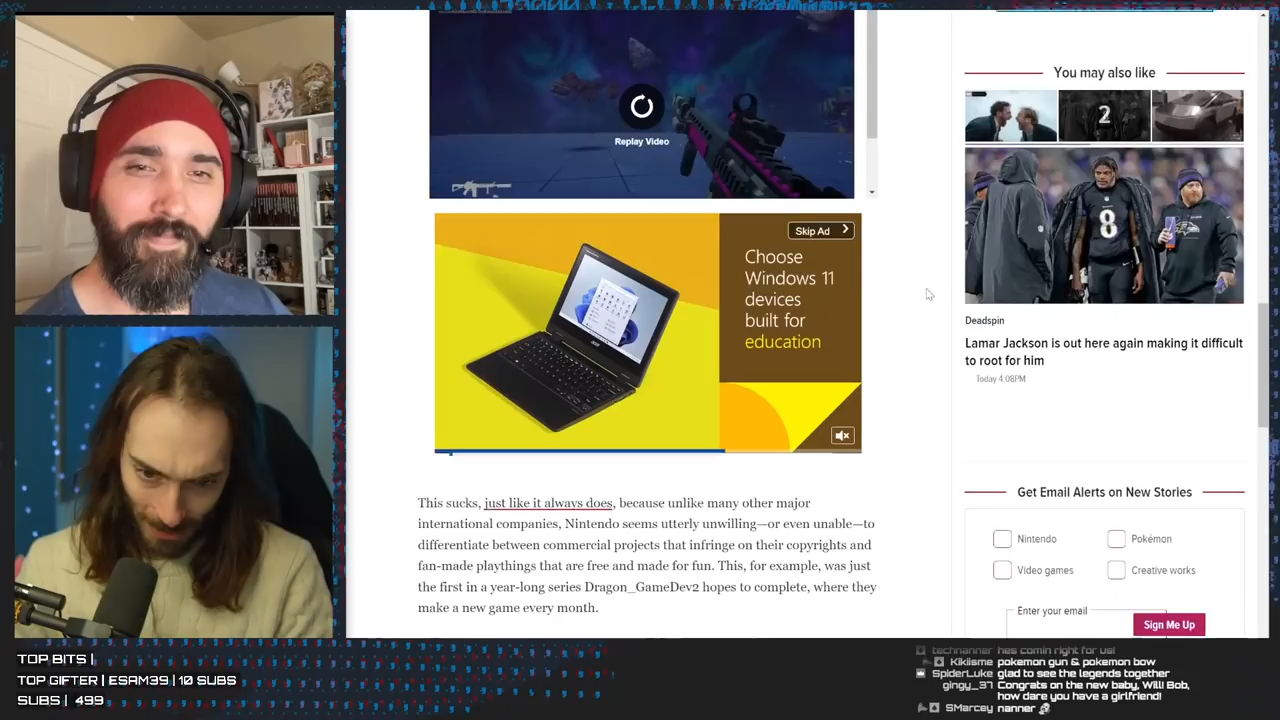 Replay Video
Skip Ad
Choose
Windows 11
devices
built for
education
This sucks, just like it always does, because unlike many other major
international companies, Nintendo seems utterly unwilling—or even unable—to
differentiate between commercial projects that infringe on their copyrights and
fan-made playthings that are free and made for fun. This, for example, was just
the first in a year-long series Dragon_GameDev2 hopes to complete, where they
make a new game every month.
You may also like
2
8
Deadspin
Lamar Jackson is out here again making it difficult
to root for him
Today 4:08PM
Get Email Alerts on New Stories
Nintendo
Pokémon
Video games
Creative works
Enter your email
Sign Me Up
TOP BITS |
TOP GIFTER | ESAM39 | 10 SUBS
SUBS | 499
technanner hes comin right for us!
Kikiisme pokemon gun & pokemon bow
SpiderLuke glad to see the legends together
gingy_37 Congrats on the new baby, Will! Bob,
how dare you have a girlfriend!
SMarcey nanner